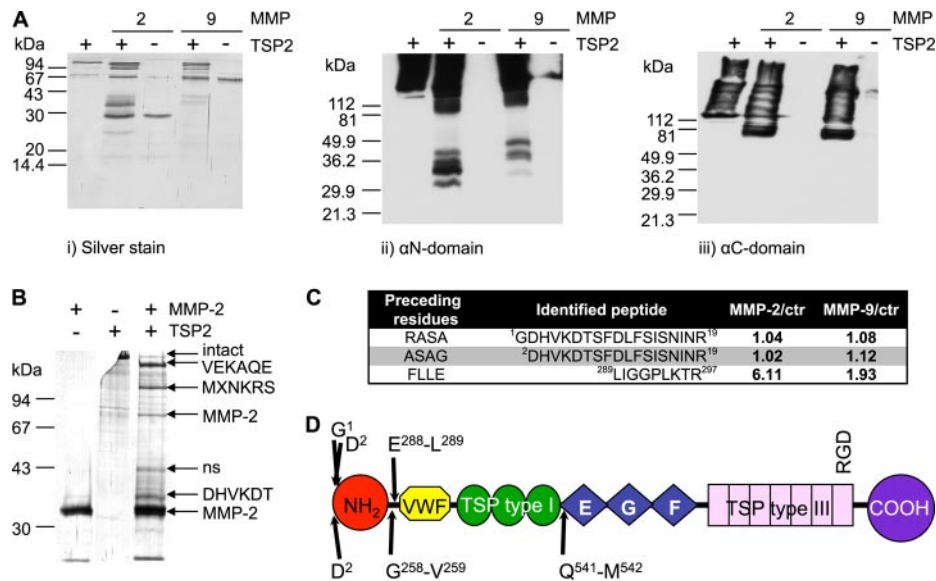 A
2 9 MMP
+ + - + - TSP2
kDa
94
67
43
30
20
14.4
i) Silver stain
2 9 MMP
+ + - + - TSP2
kDa
112
81
49.9
36.2
29.9
21.3
ii) αN-domain
2 9 MMP
+ + - + - TSP2
kDa
112
81
49.9
36.2
29.9
21.3
iii) αC-domain
B
+ - + MMP-2
- + + TSP2
kDa
94
67
43
30
intact
VEKAQE
MXNKRS
MMP-2
ns
DHVKDT
MMP-2
C
Preceding residues Identified peptide MMP-2/ctr MMP-9/ctr
RASA ¹GDHVKDTSFDLFSISNINR¹⁹ 1.04 1.08
ASAG ²DHVKDTSFDLFSISNINR¹⁹ 1.02 1.12
FLLE ²⁸⁹LIGGPLKTR²⁹⁷ 6.11 1.93
D
G¹
D²
E²⁸⁸-L²⁸⁹
RGD
NH₂ VWF TSP type I E G F TSP type III COOH
D²
G²⁵⁸-V²⁵⁹
Q⁵⁴¹-M⁵⁴²